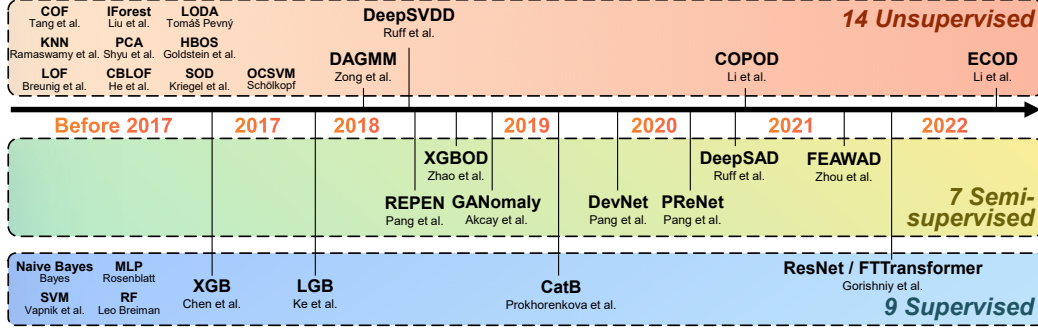 COF IForest LODA
Tang et al. Liu et al. Tomáš Pevný
KNN PCA HBOS
Ramaswamy et al. Shyu et al. Goldstein et al.
LOF CBLOF SOD OCSVM
Breunig et al. He et al. Kriegel et al. Schölkopf
DeepSVDD
Ruff et al.
DAGMM
Zong et al.
14 Unsupervised
COPOD
Li et al.
ECOD
Li et al.
Before 2017 2017 2018 2019 2020 2021 2022
XGBOD
Zhao et al.
REPEN
Pang et al.
GANomaly
Akcay et al.
DevNet
Pang et al.
PReNet
Pang et al.
DeepSAD
Ruff et al.
FEAWAD
Zhou et al.
7 Semi-
supervised
Naive Bayes MLP
Bayes Rosenblatt
SVM RF
Vapnik et al. Leo Breiman
XGB
Chen et al.
LGB
Ke et al.
CatB
Prokhorenkova et al.
ResNet / FTTransformer
Gorishniy et al.
9 Supervised